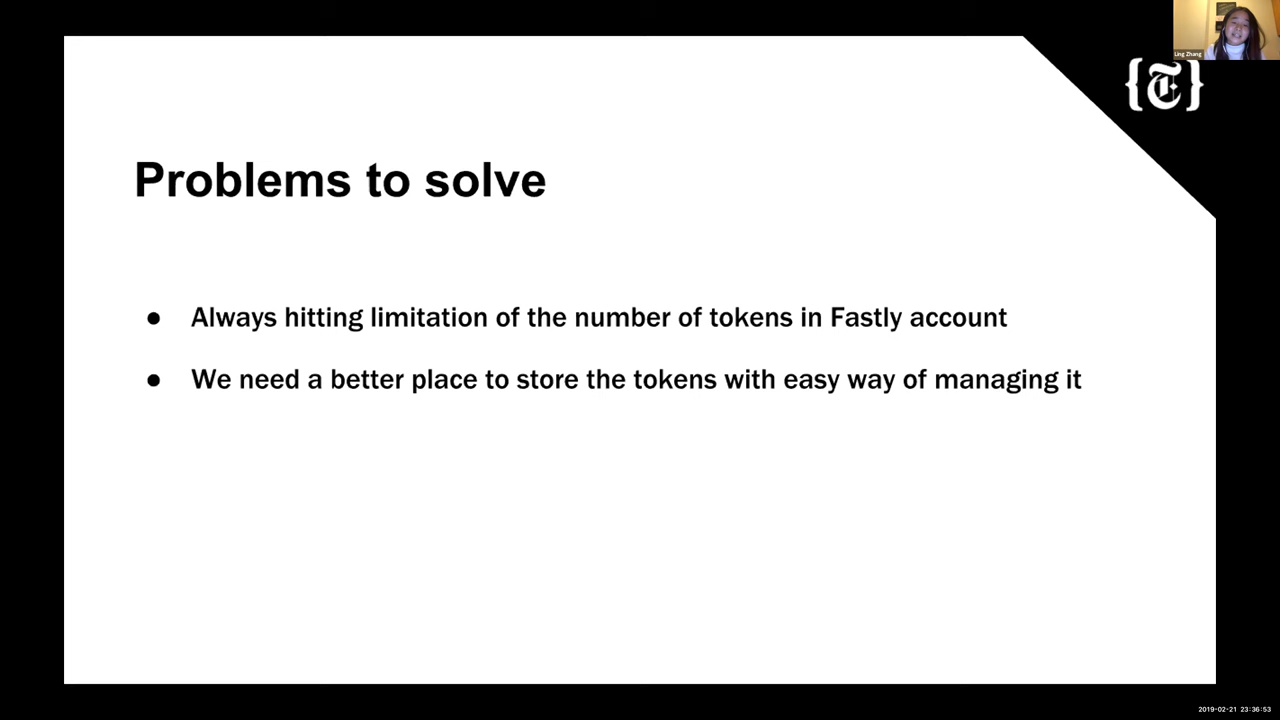 Ling Zhang
{T}
Problems to solve
● Always hitting limitation of the number of tokens in Fastly account
● We need a better place to store the tokens with easy way of managing it
2019-02-21 23:36:53